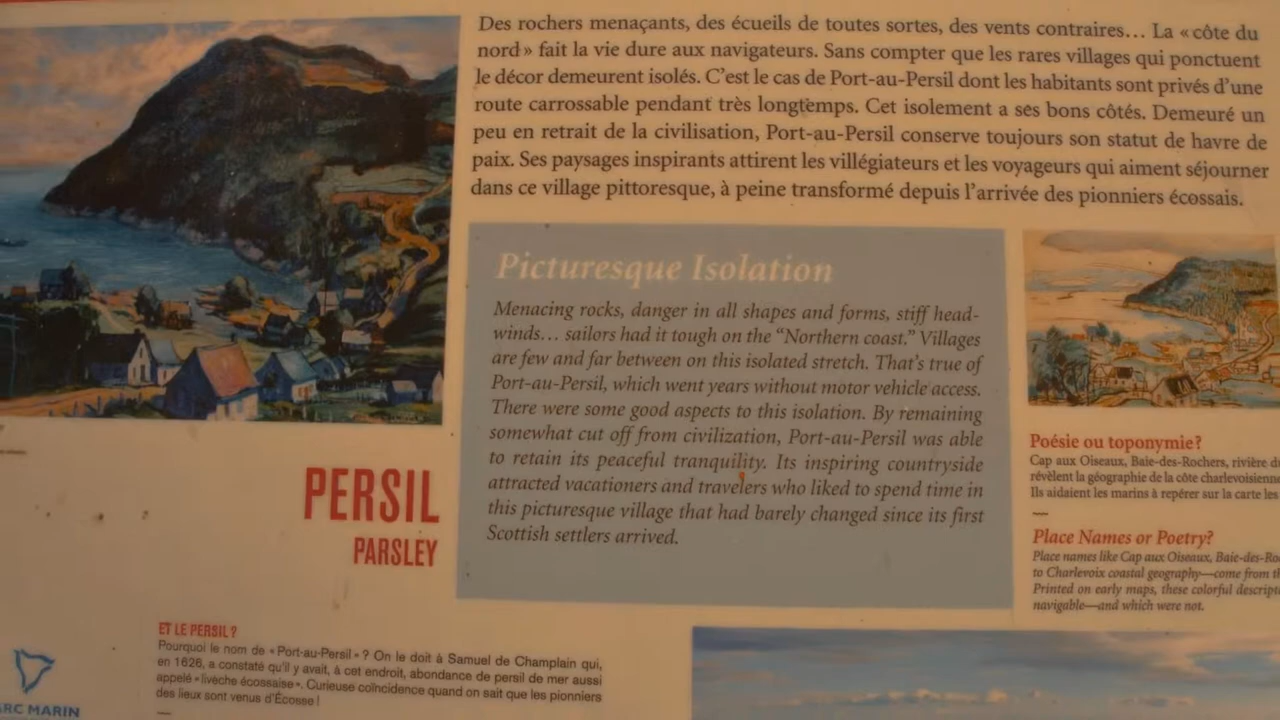 Des rochers menaçants, des écueils de toutes sortes, des vents contraires… La «côte du
nord» fait la vie dure aux navigateurs. Sans compter que les rares villages qui ponctuent
le décor demeurent isolés. C'est le cas de Port-au-Persil dont les habitants sont privés d'une
route carrossable pendant très longtemps. Cet isolement a ses bons côtés. Demeuré un
peu en retrait de la civilisation, Port-au-Persil conserve toujours son statut de havre de
paix. Ses paysages inspirants attirent les villégiateurs et les voyageurs qui aiment séjourner
dans ce village pittoresque, à peine transformé depuis l'arrivée des pionniers écossais.
Picturesque Isolation
Menacing rocks, danger in all shapes and forms, stiff head-
winds… sailors had it tough on the "Northern coast." Villages
are few and far between on this isolated stretch. That's true of
Port-au-Persil, which went years without motor vehicle access.
There were some good aspects to this isolation. By remaining
somewhat cut off from civilization, Port-au-Persil was able
to retain its peaceful tranquility. Its inspiring countryside
attracted vacationers and travelers who liked to spend time in
this picturesque village that had barely changed since its first
Scottish settlers arrived.
Poésie ou toponymie?
Cap aux Oiseaux, Baie-des-Rochers, rivière
révèlent la géographie de la côte charlevoisienne
Ils aidaient les marins à repérer sur la carte les
Place Names or Poetry?
Place names like Cap aux Oiseaux, Baie-des-
to Charlevoix coastal geography—come from
Printed on early maps, these colorful
navigable—and which were not.
PERSIL
PARSLEY
ET LE PERSIL ?
Pourquoi le nom de «Port-au-Persil» ? On le doit à Samuel de Champlain qui,
en 1626, a constaté qu'il y avait, à cet endroit, abondance de persil de mer aussi
appelé «livèche écossaise». Curieuse coïncidence quand on sait que les pionniers
des lieux sont venus d'Écosse !
MARIN